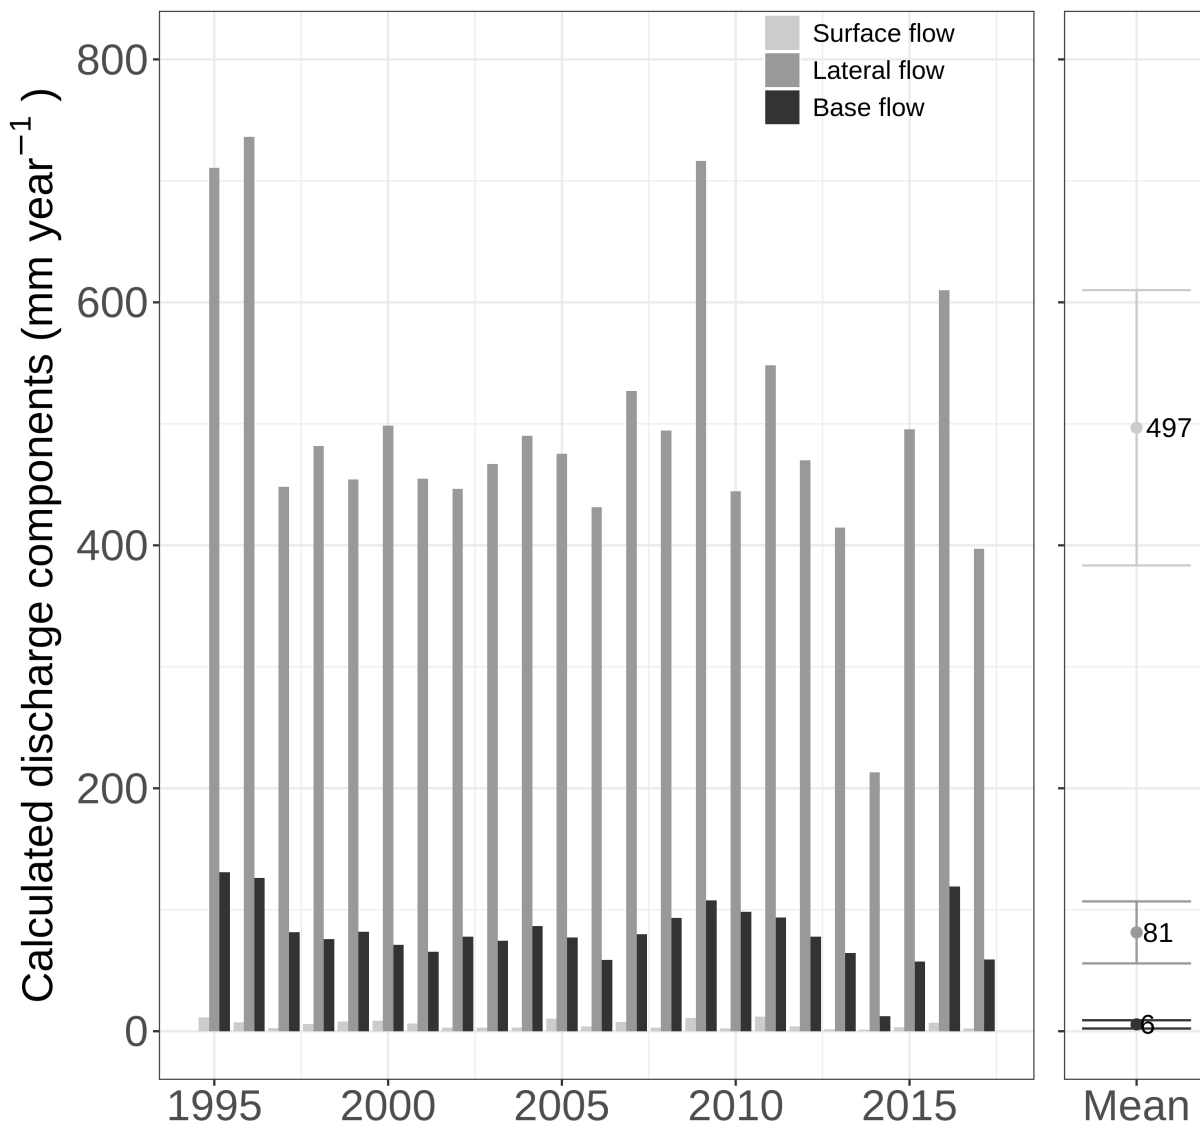 Calculated discharge components (mm year−1 )
800
600
400
200
0
Surface flow
Lateral flow
Base flow
497
81
6
1995
2000
2005
2010
2015
Mean